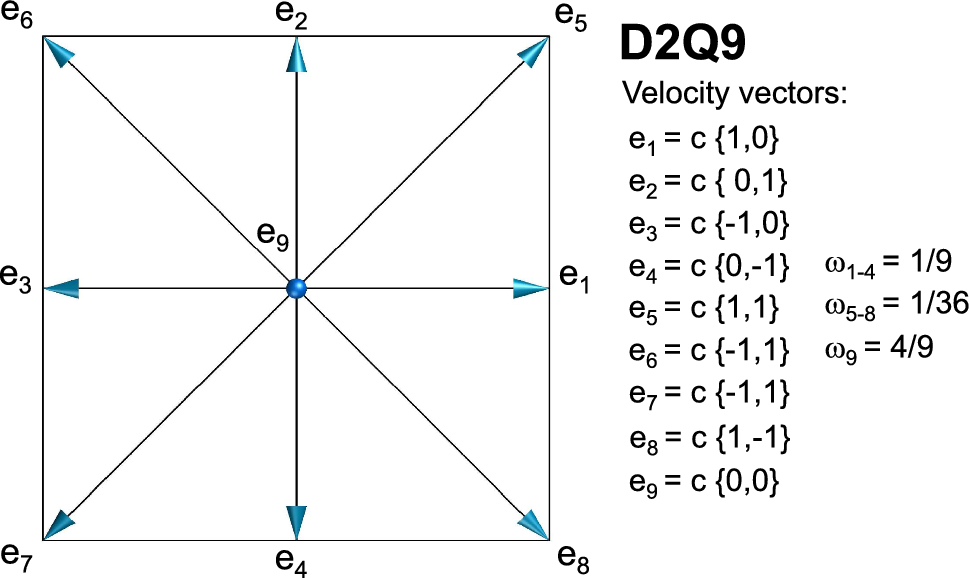 e6
e2
e5
e9
e3
e1
e7
e4
e8
D2Q9
Velocity vectors:
e1 = c {1,0}
e2 = c { 0,1}
e3 = c {-1,0}
e4 = c {0,-1}
ω1-4 = 1/9
e5 = c {1,1}
ω5-8 = 1/36
e6 = c {-1,1}
ω9 = 4/9
e7 = c {-1,1}
e8 = c {1,-1}
e9 = c {0,0}